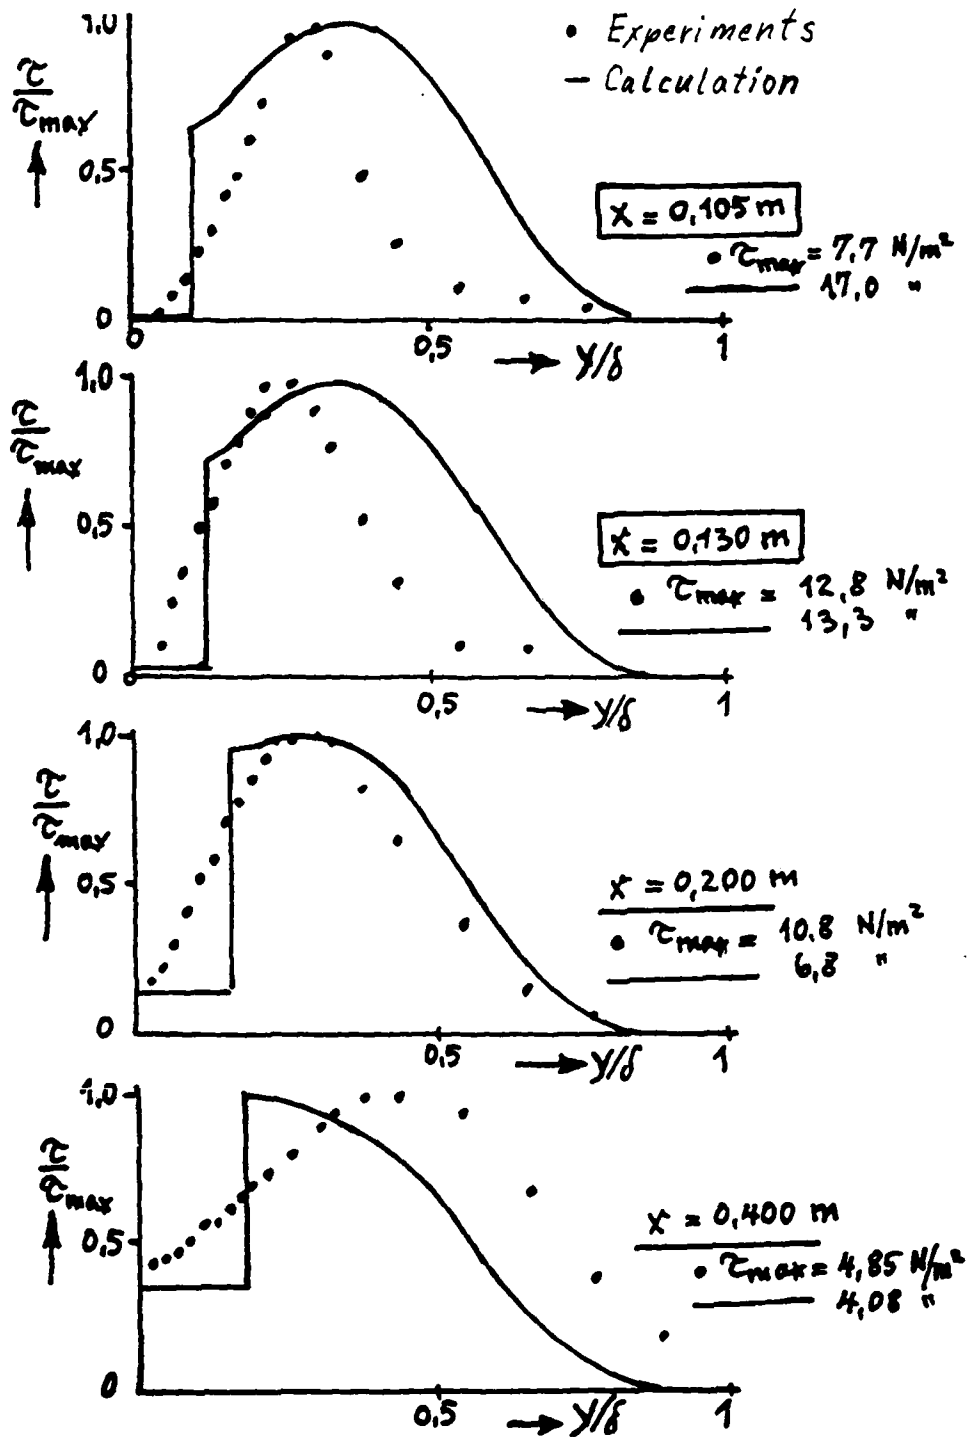 • Experiments
— Calculation
1,0
τ/τmax
0,5
0
0
0,5
1
y/δ
x = 0,105 m
• τmax = 7,7 N/m²
17,0 "
1,0
τ/τmax
0,5
0
0
0,5
1
y/δ
x = 0,130 m
• τmax = 12,8 N/m²
13,3 "
1,0
τ/τmax
0,5
0
0,5
1
y/δ
x = 0,200 m
• τmax = 10,8 N/m²
6,8 "
1,0
τ/τmax
0,5
0
0,5
1
y/δ
x = 0,400 m
• τmax = 4,85 N/m²
4,08 "